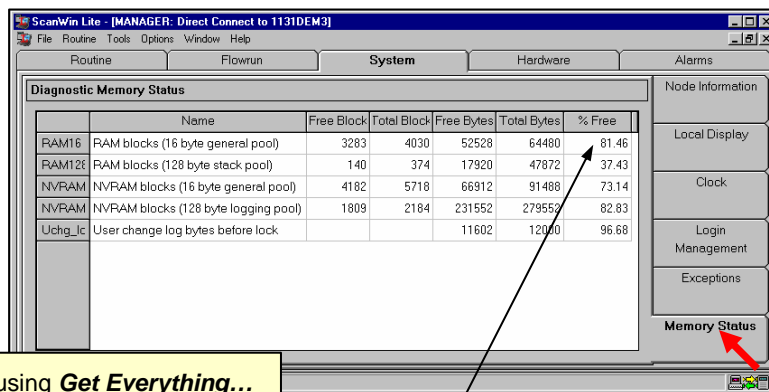 ScanWin Lite - [MANAGER: Direct Connect to 1131DEM3]
File Routine Tools Options Window Help
Routine Flowrun System Hardware Alarms
Diagnostic Memory Status
Name Free Block Total Block Free Bytes Total Bytes % Free
RAM16 RAM blocks (16 byte general pool) 3283 4030 52528 64480 81.46
RAM128 RAM blocks (128 byte stack pool) 140 374 17920 47872 37.43
NVRAM NVRAM blocks (16 byte general pool) 4182 5718 66912 91488 73.14
NVRAM NVRAM blocks (128 byte logging pool) 1809 2184 231552 279552 82.83
Uchg_lc User change log bytes before lock 11602 12000 96.68
Node Information
Local Display
Clock
Login
Management
Exceptions
Memory Status
using Get Everything…